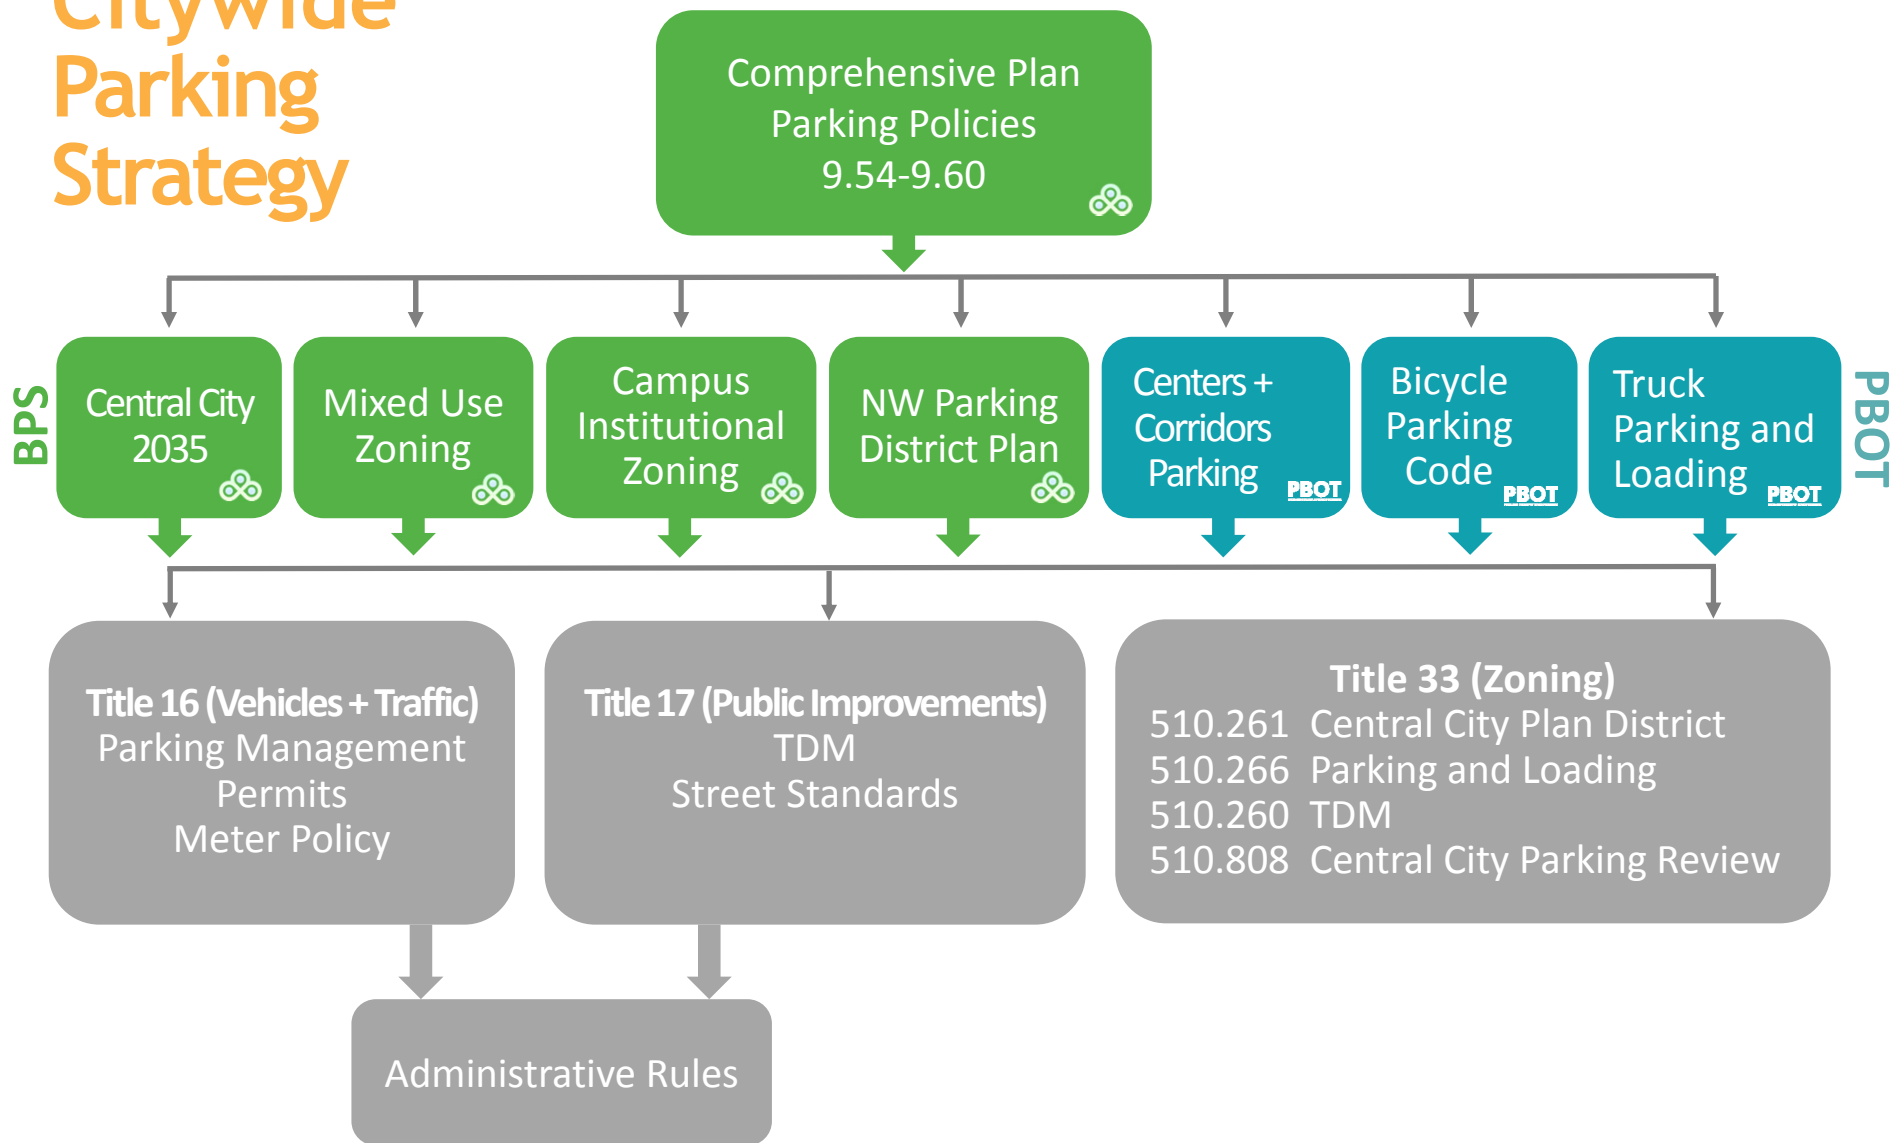 Citywide
Parking
Strategy
Comprehensive Plan
Parking Policies
9.54-9.60
BPS
Central City
2035
Mixed Use
Zoning
Campus
Institutional
Zoning
NW Parking
District Plan
Centers +
Corridors
Parking
PBOT
Bicycle
Parking
Code
PBOT
Truck
Parking and
Loading
PBOT
PBOT
Title 16 (Vehicles + Traffic)
Parking Management
Permits
Meter Policy
Title 17 (Public Improvements)
TDM
Street Standards
Title 33 (Zoning)
510.261 Central City Plan District
510.266 Parking and Loading
510.260 TDM
510.808 Central City Parking Review
Administrative Rules